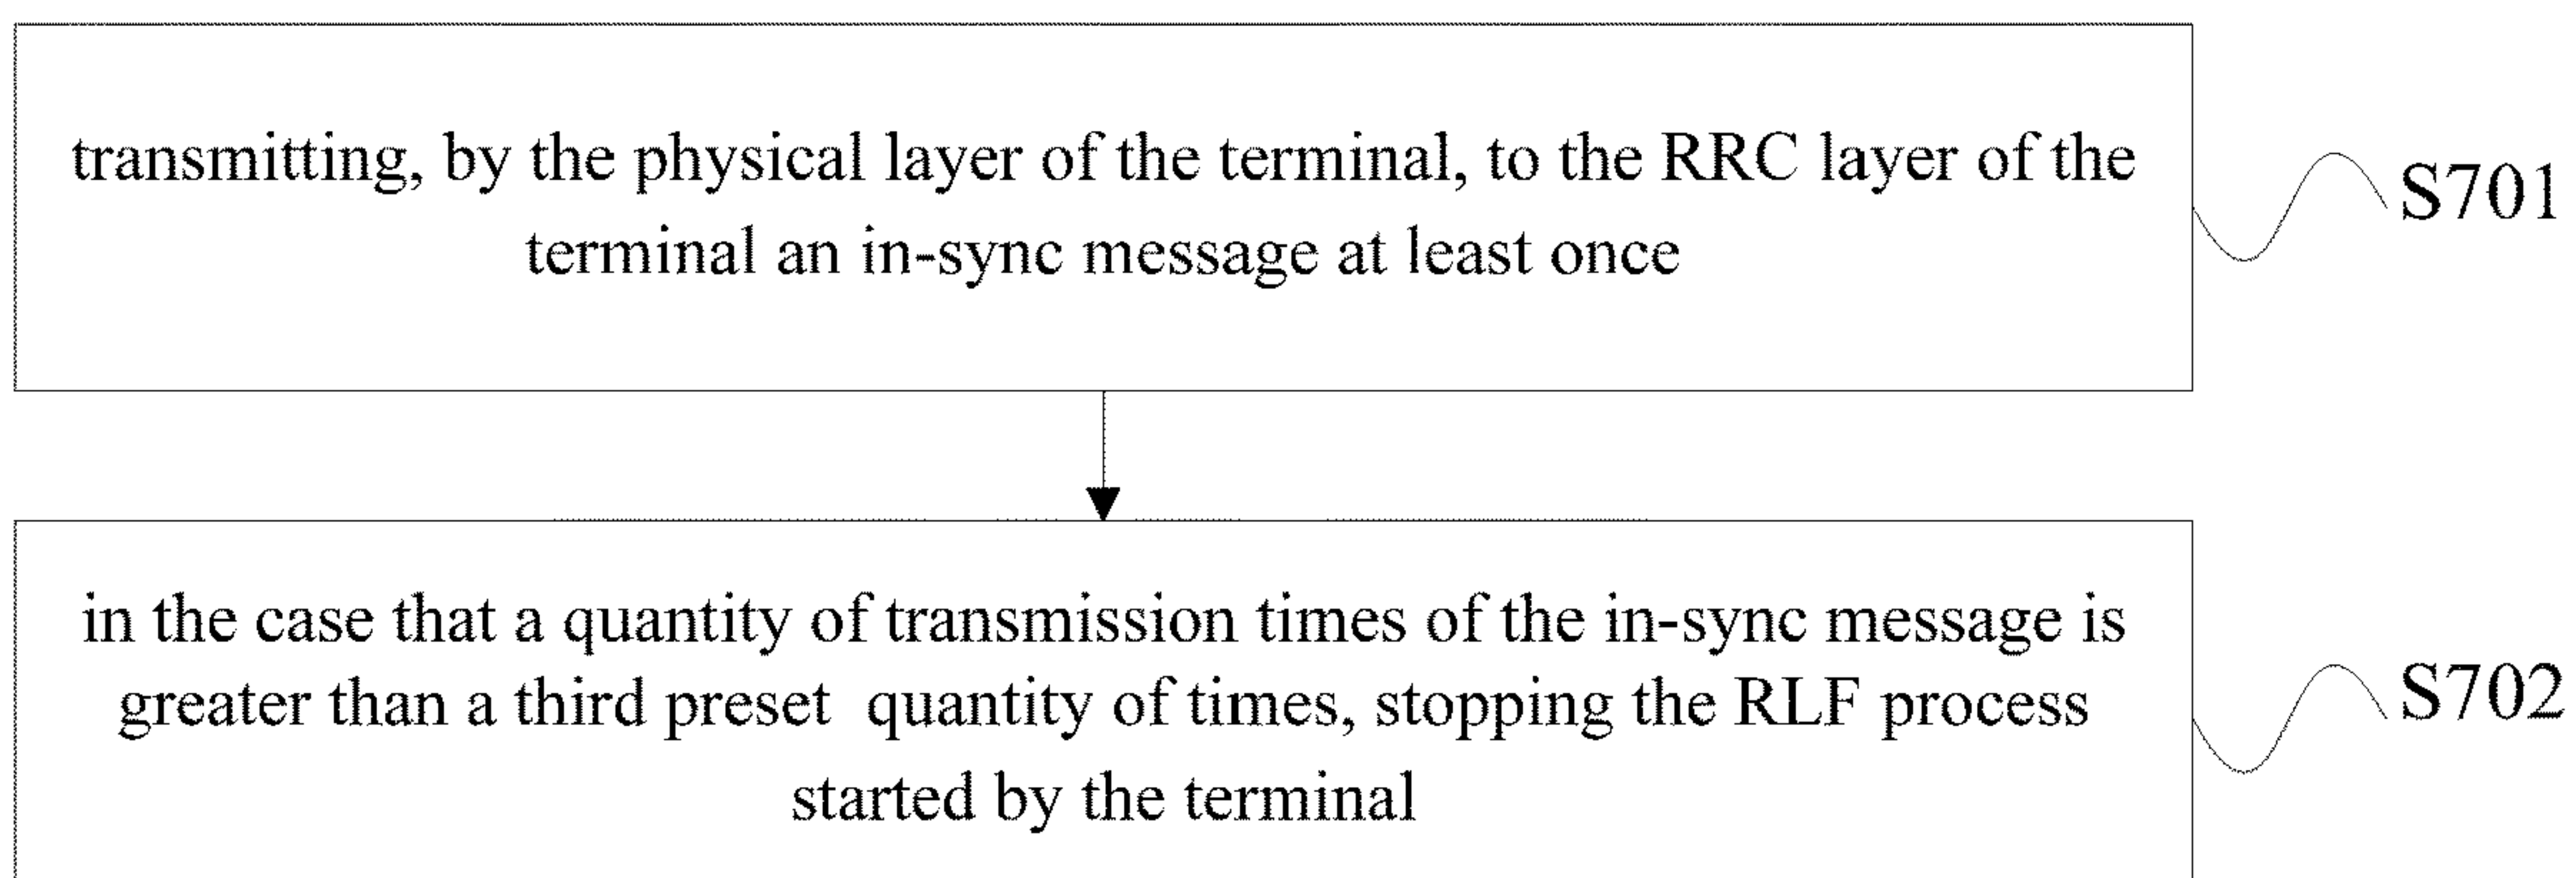 transmitting, by the physical layer of the terminal, to the RRC layer of the
terminal an in-sync message at least once
S701
in the case that a quantity of transmission times of the in-sync message is
greater than a third preset quantity of times, stopping the RLF process
started by the terminal
S702